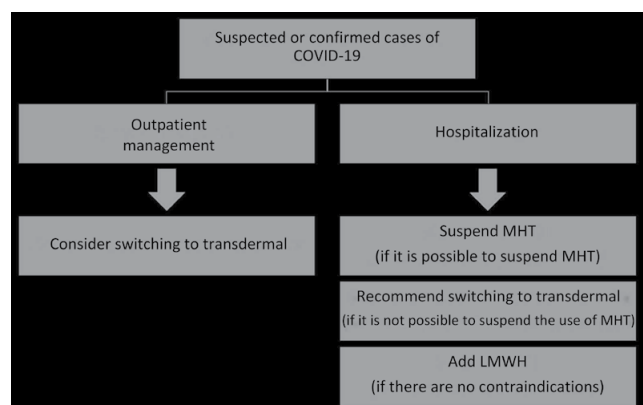 Suspected or confirmed cases of
COVID-19
Outpatient
management
Hospitalization
Consider switching to transdermal
Suspend MHT
(if it is possible to suspend MHT)
Recommend switching to transdermal
(if it is not possible to suspend the use of MHT)
Add LMWH
(if there are no contraindications)